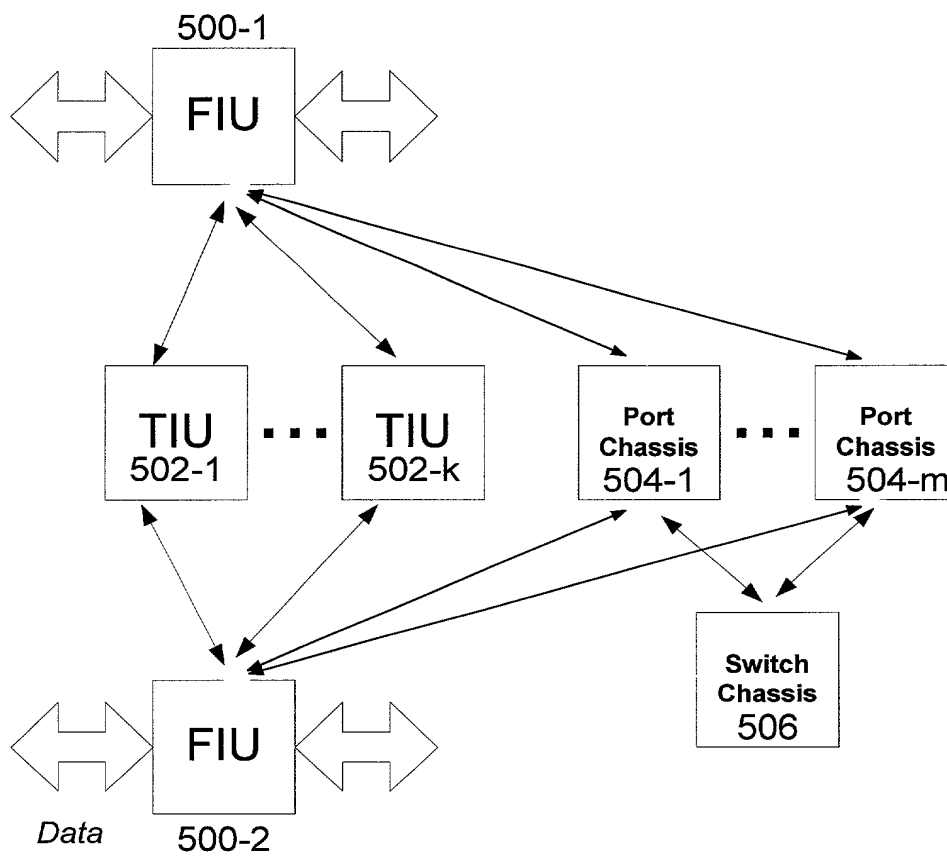 500-1
FIU
TIU
502-1
TIU
502-k
Port
Chassis
504-1
Port
Chassis
504-m
Switch
Chassis
506
FIU
Data
500-2